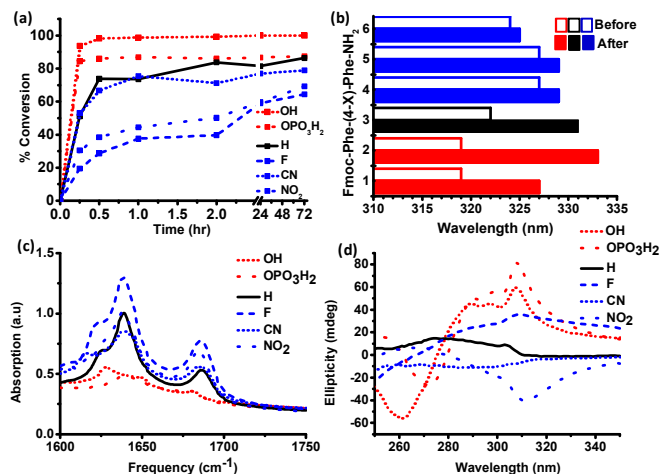 (a)
% Conversion
100
80
60
40
20
0
0.0 0.5 1.0 1.5 2.0 24 48 72
Time (hr)
OH
OPO3H2
H
F
CN
NO2
(b)
Fmoc-Phe-(4-X)-Phe-NH2
6
5
4
3
2
1
Before
After
310 315 320 325 330 335
Wavelength (nm)
(c)
Absorption (a.u)
1.5
1.0
0.5
0.0
1600 1650 1700 1750
Frequency (cm-1)
OH
OPO3H2
H
F
CN
NO2
(d)
Ellipticity (mdeg)
80
60
40
20
0
-20
-40
-60
250 280 310 340
Wavelength (nm)
OH
OPO3H2
H
F
CN
NO2